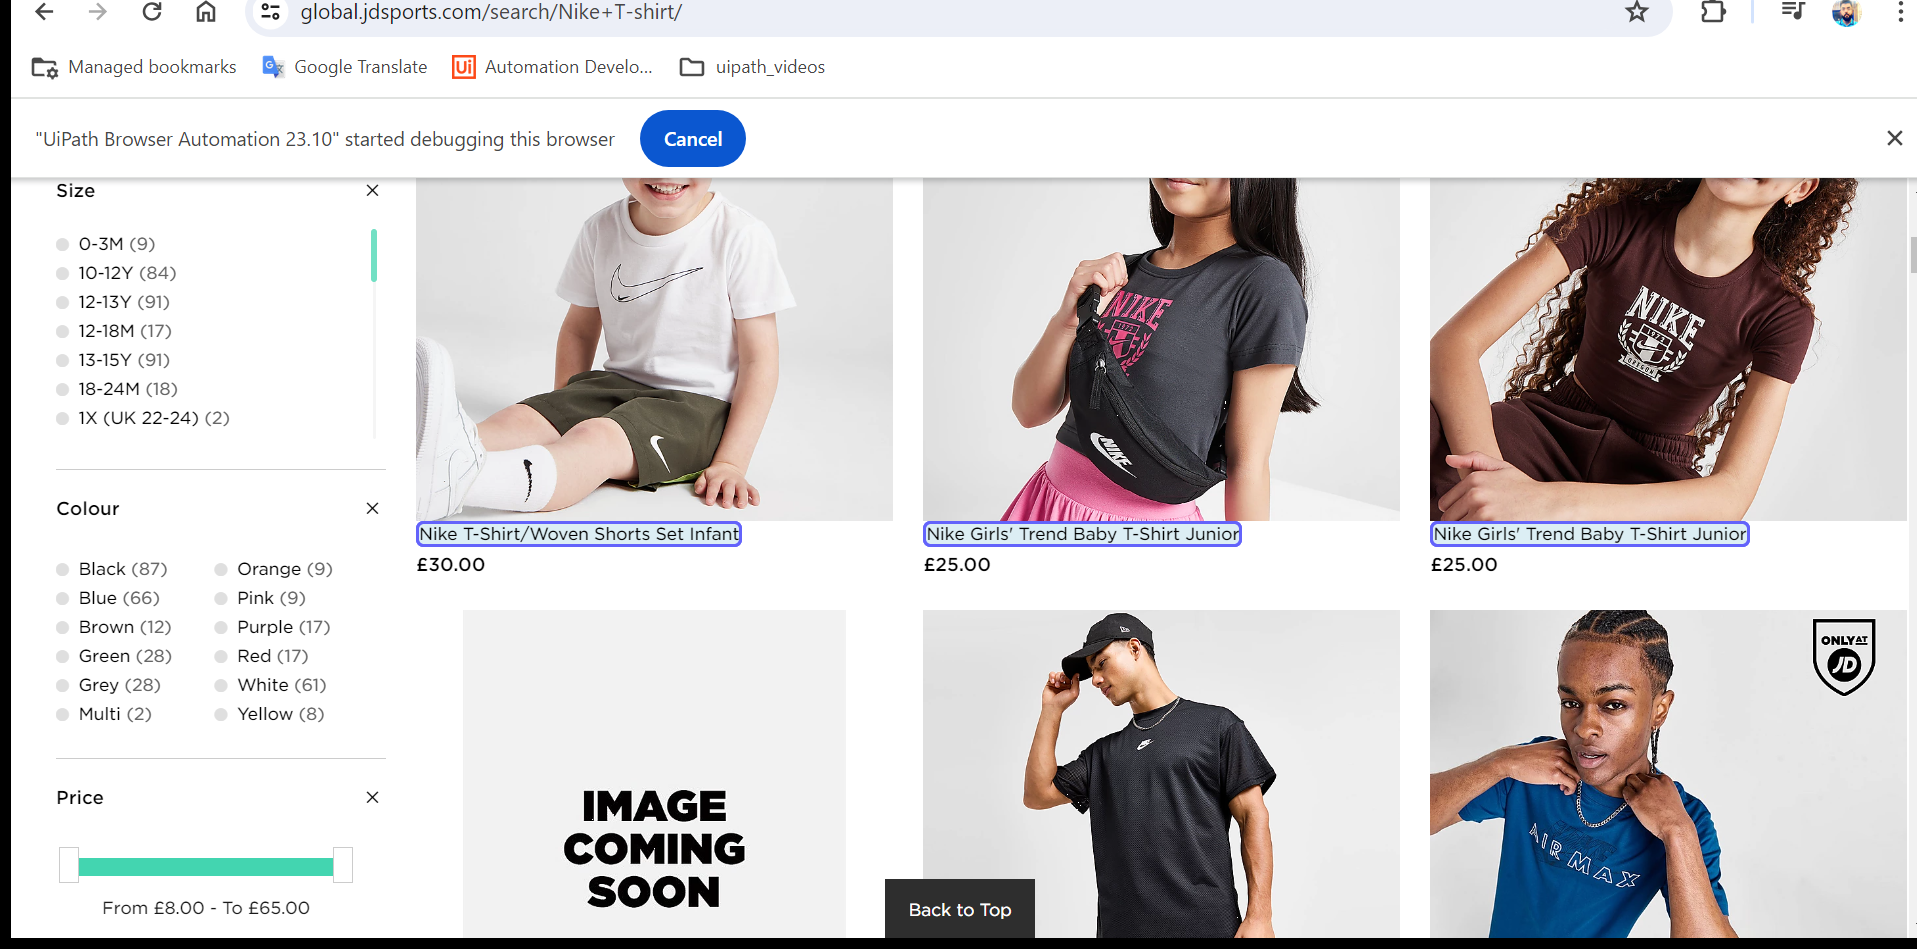 global.jdsports.com/search/Nike+T-shirt/
Managed bookmarks
Google Translate
Ui
Automation Develo...
uipath_videos
"UiPath Browser Automation 23.10" started debugging this browser
Cancel
Size
0-3M (9)
10-12Y (84)
12-13Y (91)
12-18M (17)
13-15Y (91)
18-24M (18)
1X (UK 22-24) (2)
Colour
Black (87)
Blue (66)
Brown (12)
Green (28)
Grey (28)
Multi (2)
Orange (9)
Pink (9)
Purple (17)
Red (17)
White (61)
Yellow (8)
Price
From £8.00 - To £65.00
NIKE
1972
NIKE
NIKE
1972
Nike T-Shirt/Woven Shorts Set Infant
£30.00
Nike Girls' Trend Baby T-Shirt Junior
£25.00
Nike Girls' Trend Baby T-Shirt Junior
£25.00
IMAGE
COMING
SOON
ONLY AT
JD
AIR MAX
Back to Top